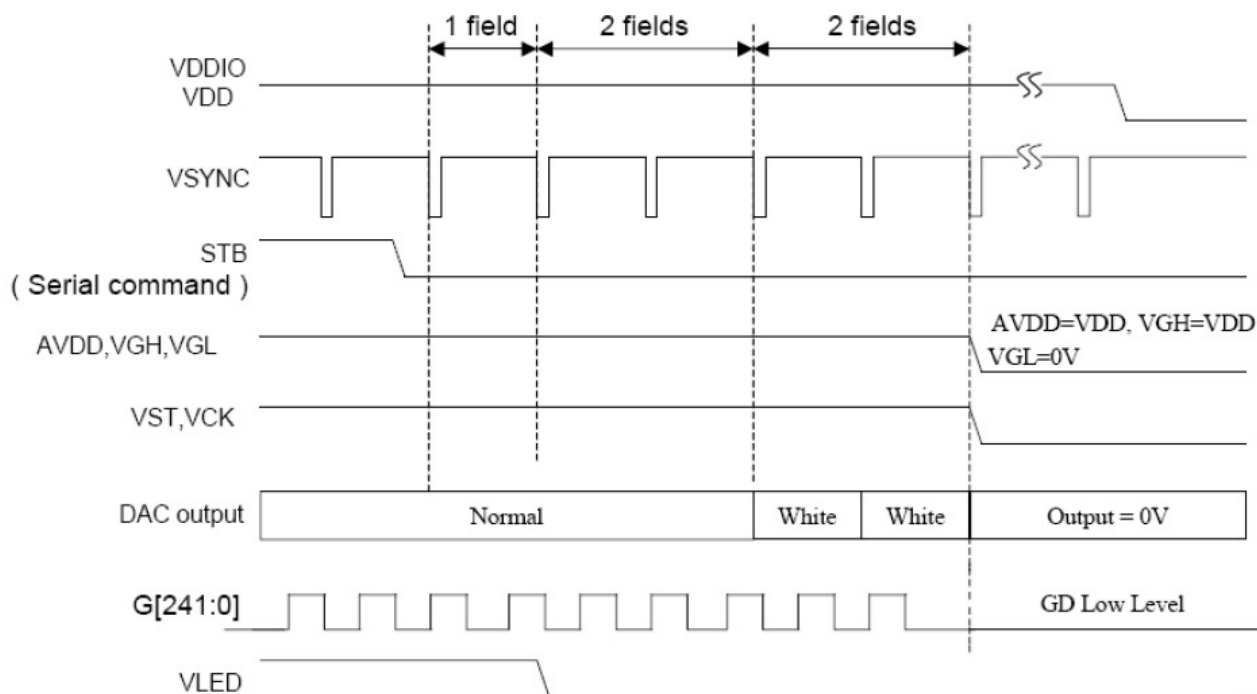 1 field
2 fields
2 fields
VDDIO
VDD
VSYNC
STB
( Serial command )
AVDD,VGH,VGL
AVDD=VDD, VGH=VDD
VGL=0V
VST,VCK
DAC output
Normal
White
White
Output = 0V
G[241:0]
GD Low Level
VLED